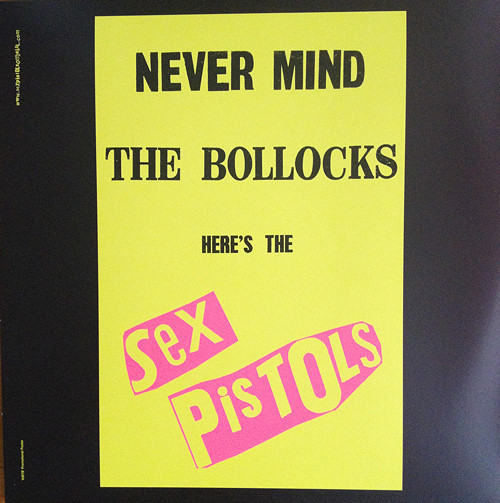 NEVER MIND
THE BOLLOCKS
HERE'S THE
Sex
PiSTOLS